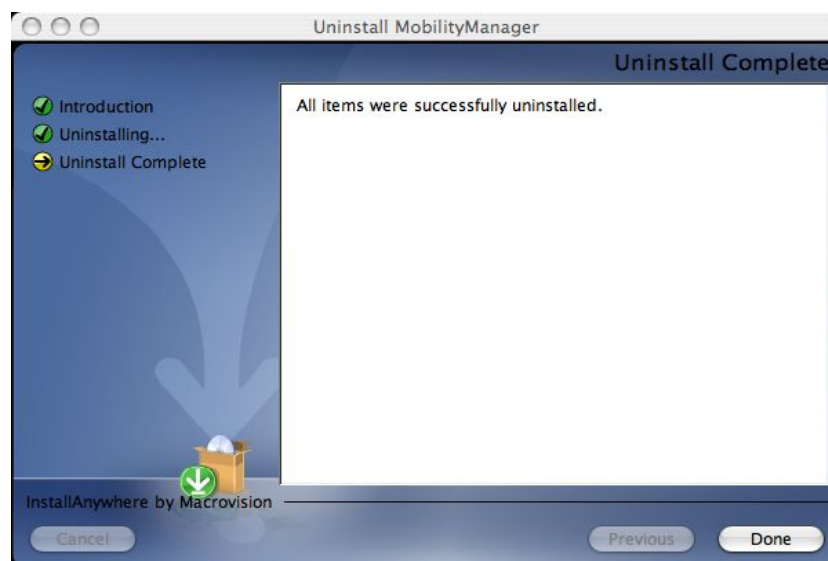 Uninstall MobilityManager
Uninstall Complete
Introduction
Uninstalling...
Uninstall Complete
All items were successfully uninstalled.
InstallAnywhere by Macrovision
Cancel
Previous
Done